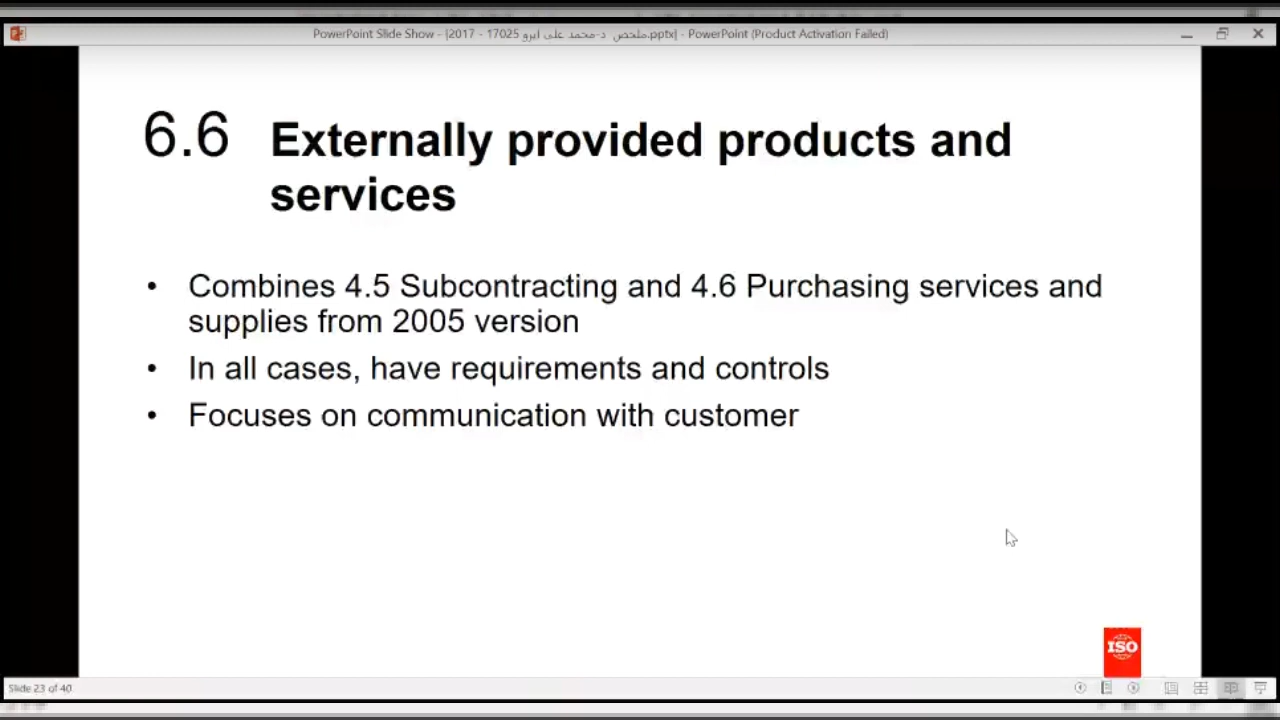 PowerPoint Slide Show - [2017 - 17025 ملخص د-محمد على ابرو.pptx] - PowerPoint (Product Activation Failed)
6.6 Externally provided products and
services
• Combines 4.5 Subcontracting and 4.6 Purchasing services and
supplies from 2005 version
• In all cases, have requirements and controls
• Focuses on communication with customer
ISO
Slide 23 of 40